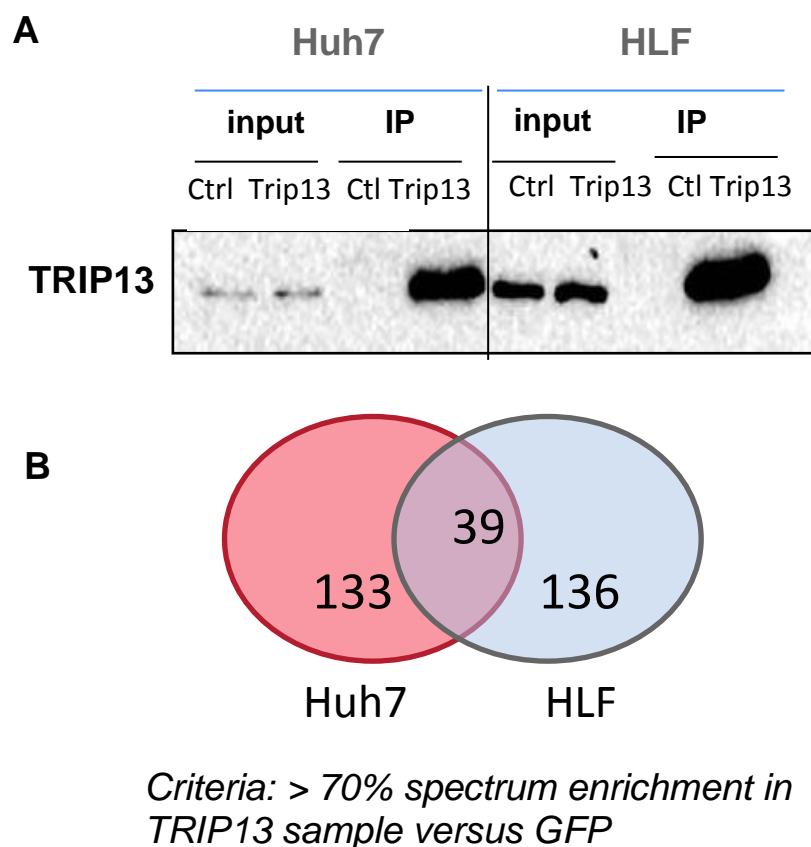 A
Huh7 HLF
input IP input IP
Ctrl Trip13 Ctl Trip13 Ctrl Trip13 Ctl Trip13
TRIP13
B
39
133 136
Huh7 HLF
Criteria: > 70% spectrum enrichment in
TRIP13 sample versus GFP